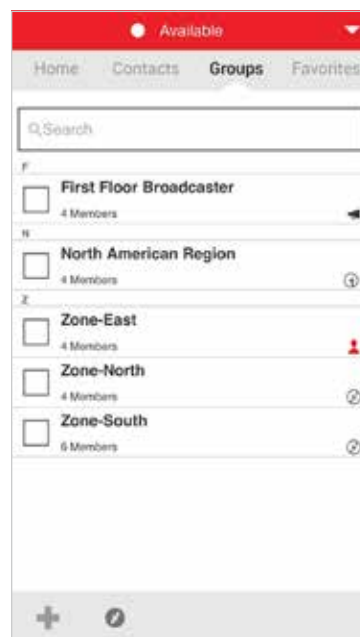 Available
Home Contacts Groups Favorites
Search
F
First Floor Broadcaster
4 Members
N
North American Region
4 Members
Z
Zone-East
4 Members
Zone-North
4 Members
Zone-South
6 Members